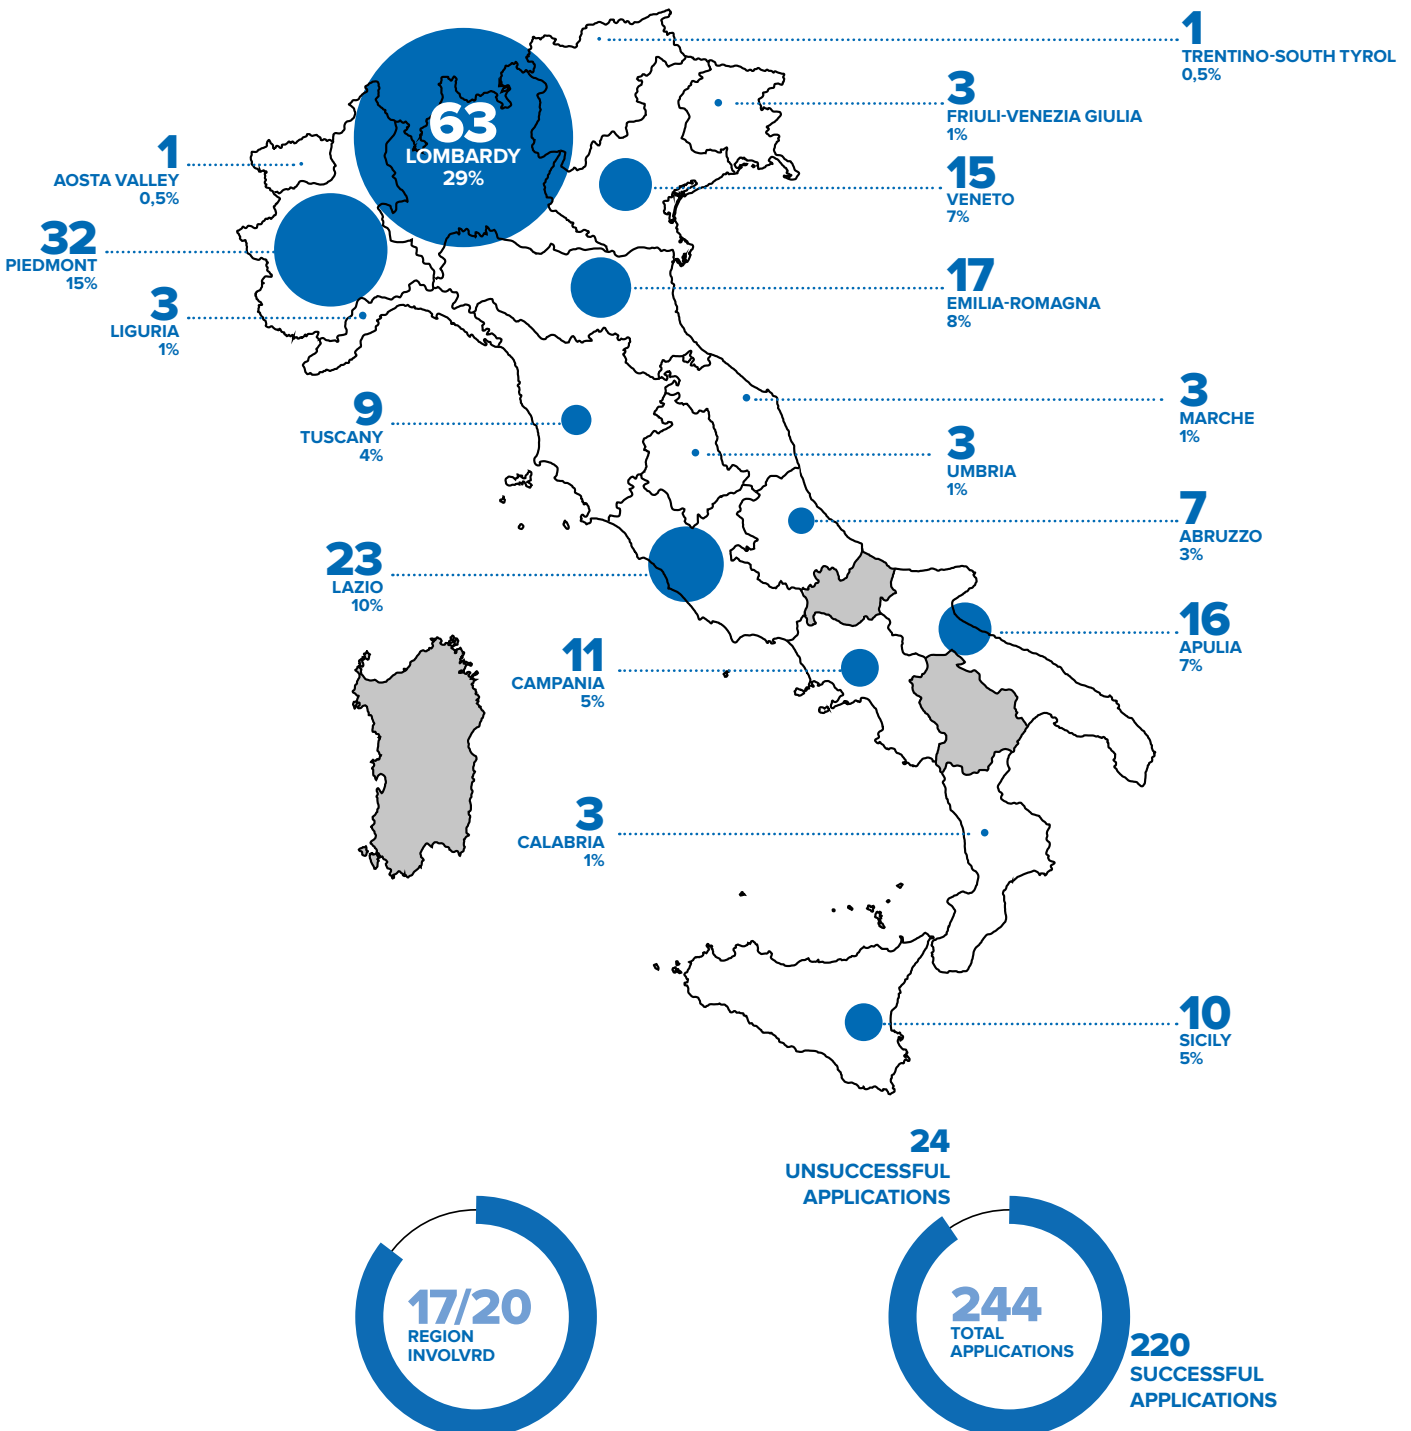 1
TRENTINO-SOUTH TYROL
0,5%
3
FRIULI-VENEZIA GIULIA
1%
63
LOMBARDY
29%
1
AOSTA VALLEY
0,5%
15
VENETO
7%
32
PIEDMONT
15%
17
EMILIA-ROMAGNA
8%
3
LIGURIA
1%
3
MARCHE
1%
9
TUSCANY
4%
3
UMBRIA
1%
7
ABRUZZO
3%
23
LAZIO
10%
16
APULIA
7%
11
CAMPANIA
5%
3
CALABRIA
1%
10
SICILY
5%
17/20
REGION
INVOLVRD
24
UNSUCCESSFUL
APPLICATIONS
244
TOTAL
APPLICATIONS
220
SUCCESSFUL
APPLICATIONS